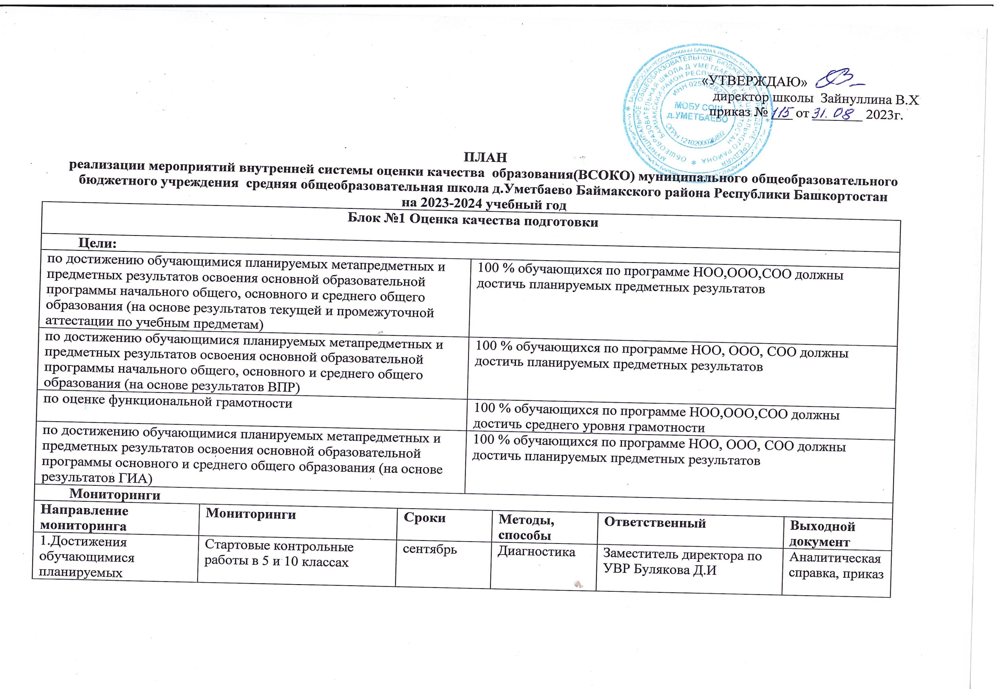 «УТВЕРЖДАЮ»
директор школы Зайнуллина В.Х
приказ № 115 от 31.08 2023г.
МОБУ СОШ
д.УМЕТБАЕВО
ПЛАН
реализации мероприятий внутренней системы оценки качества образования(ВСОКО) муниципального общеобразовательного
бюджетного учреждения средняя общеобразовательная школа д.Уметбаево Баймакского района Республики Башкортостан
на 2023-2024 учебный год
Блок №1 Оценка качества подготовки
Цели:
по достижению обучающимися планируемых метапредметных и
предметных результатов освоения основной образовательной
программы начального общего, основного и среднего общего
образования (на основе результатов текущей и промежуточной
аттестации по учебным предметам)
100 % обучающихся по программе НОО,ООО,СОО должны
достичь планируемых предметных результатов
по достижению обучающимися планируемых метапредметных и
предметных результатов освоения основной образовательной
программы начального общего, основного и среднего общего
образования (на основе результатов ВПР)
100 % обучающихся по программе НОО, ООО, СОО должны
достичь планируемых предметных результатов
по оценке функциональной грамотности
100 % обучающихся по программе НОО,ООО,СОО должны
достичь среднего уровня грамотности
по достижению обучающимися планируемых метапредметных и
предметных результатов освоения основной образовательной
программы основного и среднего общего образования (на основе
результатов ГИА)
100 % обучающихся по программе НОО, ООО, СОО должны
достичь планируемых предметных результатов
Мониторинги
Направление
мониторинга
Мониторинги
Сроки
Методы,
способы
Ответственный
Выходной
документ
1.Достижения
обучающимися
планируемых
Стартовые контрольные
работы в 5 и 10 классах
сентябрь
Диагностика
Заместитель директора по
УВР Булякова Д.И
Аналитическая
справка, приказ